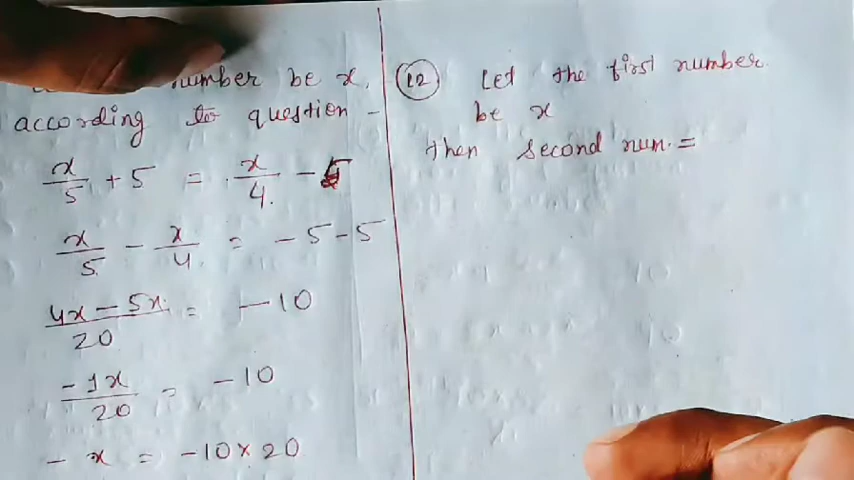 number be x.
according to question -
x/5 + 5 = x/4 - 5
x/5 - x/4 = - 5 - 5
4x - 5x/20 = - 10
- 1x/20 = - 10
- x = - 10 × 20
12 Let the first number
be x
then second num. =